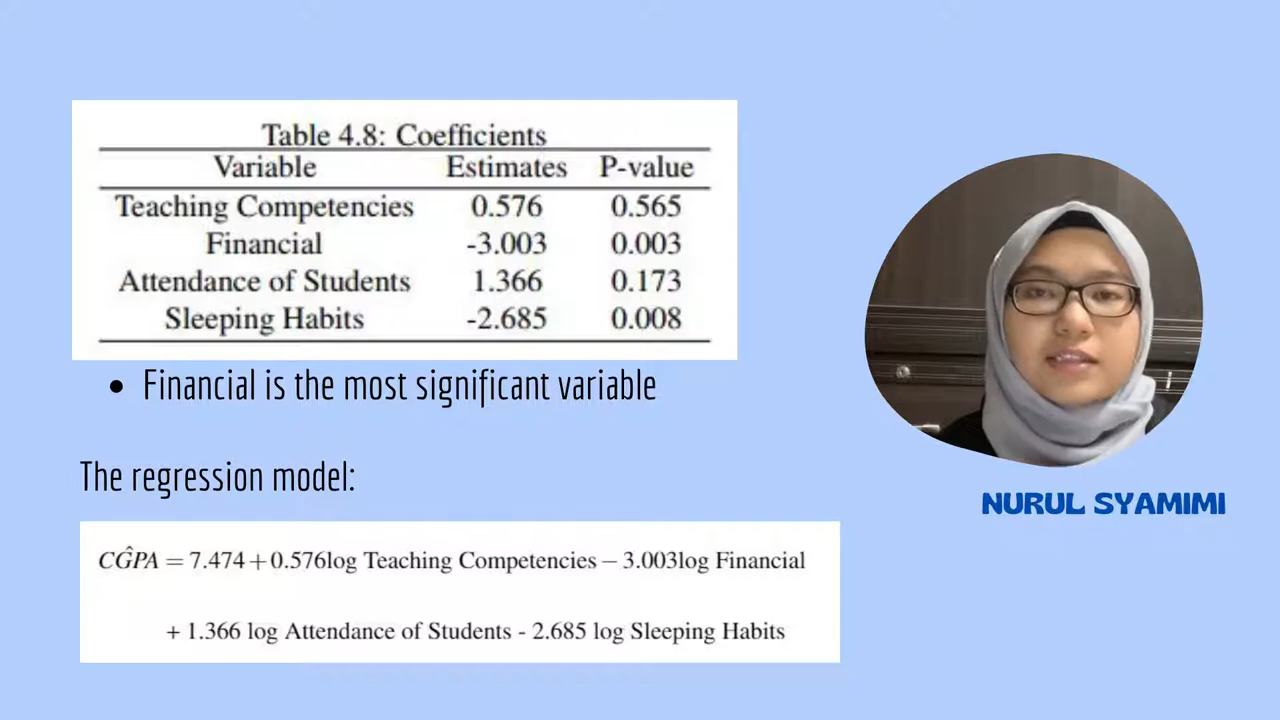 Table 4.8: Coefficients
Variable Estimates P-value
Teaching Competencies 0.576 0.565
Financial -3.003 0.003
Attendance of Students 1.366 0.173
Sleeping Habits -2.685 0.008
• Financial is the most significant variable
The regression model:
CĜPA = 7.474 + 0.576log Teaching Competencies − 3.003log Financial
+ 1.366 log Attendance of Students - 2.685 log Sleeping Habits
NURUL SYAMIMI